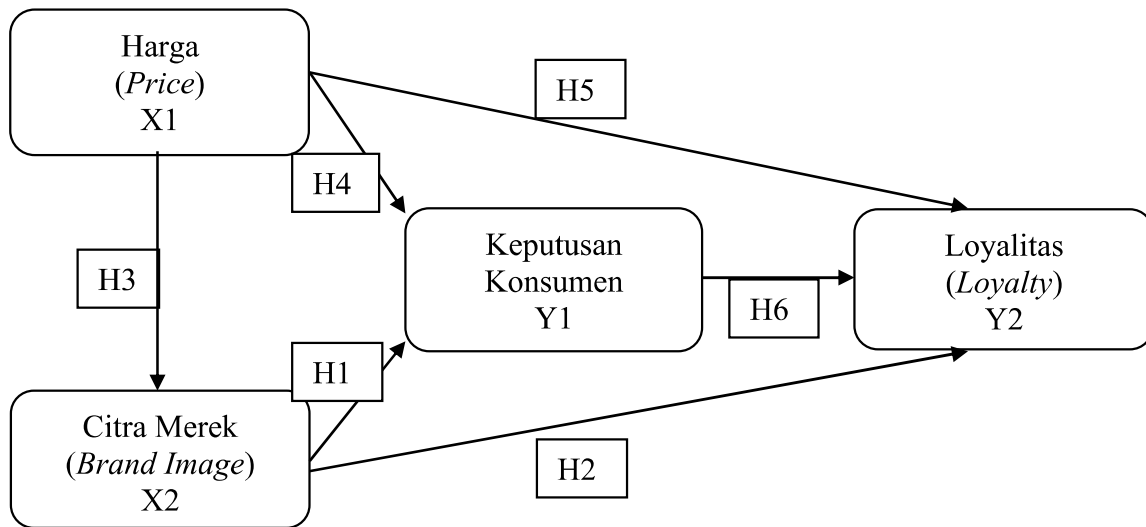 Harga
(Price)
X1
H5
H4
Keputusan
Konsumen
Y1
Loyalitas
(Loyalty)
Y2
H3
H6
H1
Citra Merek
(Brand Image)
X2
H2